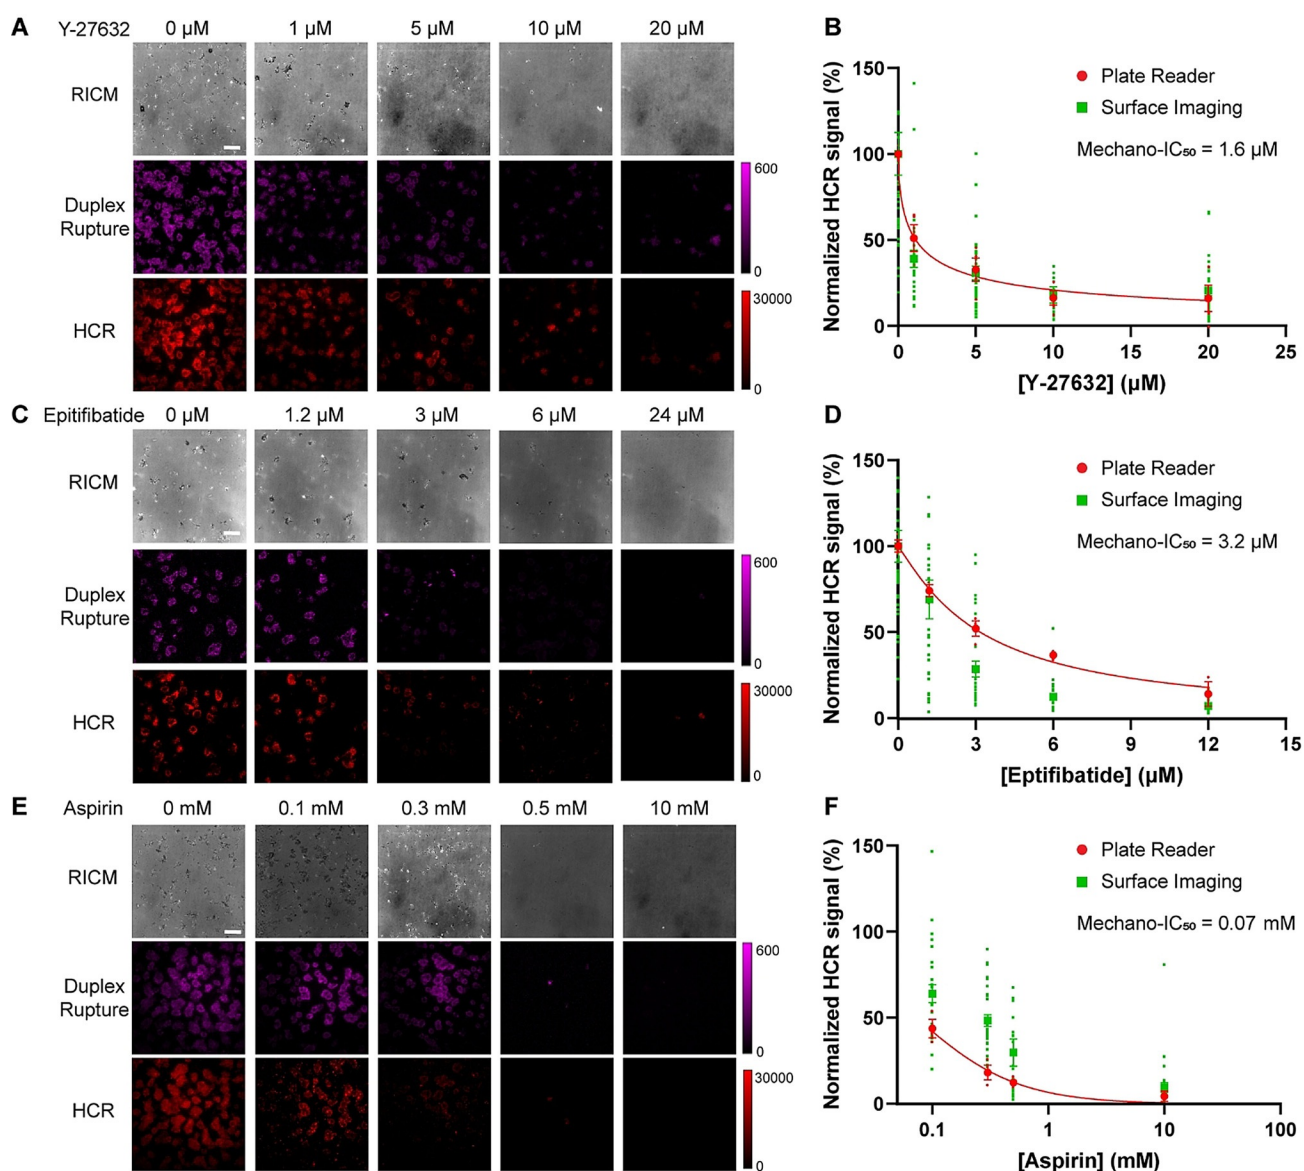 A
Y-27632 0 µM 1 µM 5 µM 10 µM 20 µM
RICM
Duplex
Rupture
600
0
HCR
30000
0
B
Normalized HCR signal (%)
150
100
50
0
Plate Reader
Surface Imaging
Mechano-IC₅₀ = 1.6 µM
0 5 10 15 20 25
[Y-27632] (µM)
C
Epitifibatide 0 µM 1.2 µM 3 µM 6 µM 24 µM
RICM
Duplex
Rupture
600
0
HCR
30000
0
D
Normalized HCR signal (%)
150
100
50
0
Plate Reader
Surface Imaging
Mechano-IC₅₀ = 3.2 µM
0 3 6 9 12 15
[Eptifibatide] (µM)
E
Aspirin 0 mM 0.1 mM 0.3 mM 0.5 mM 10 mM
RICM
Duplex
Rupture
600
0
HCR
30000
0
F
Normalized HCR signal (%)
150
100
50
0
Plate Reader
Surface Imaging
Mechano-IC₅₀ = 0.07 mM
0.1 1 10 100
[Aspirin] (mM)